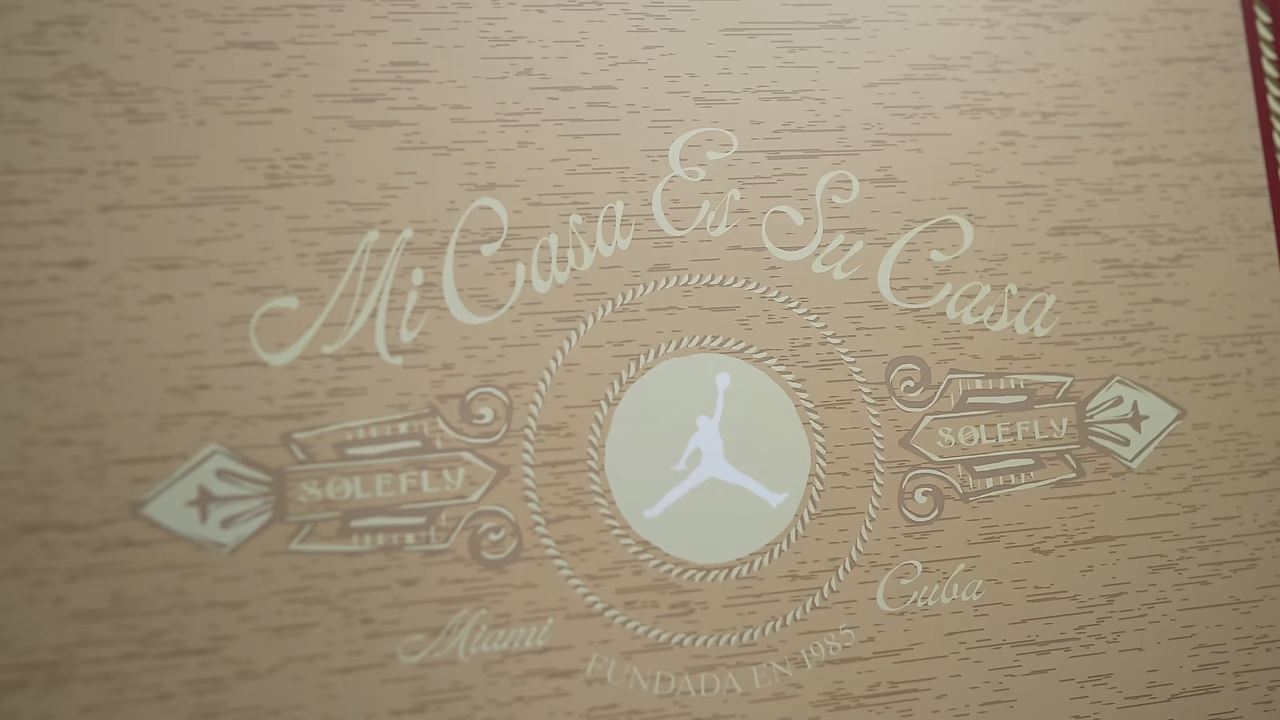 Mi Casa Es Su Casa
SOLEFLY
SOLEFLY
Miami
Cuba
FUNDADA EN 1985